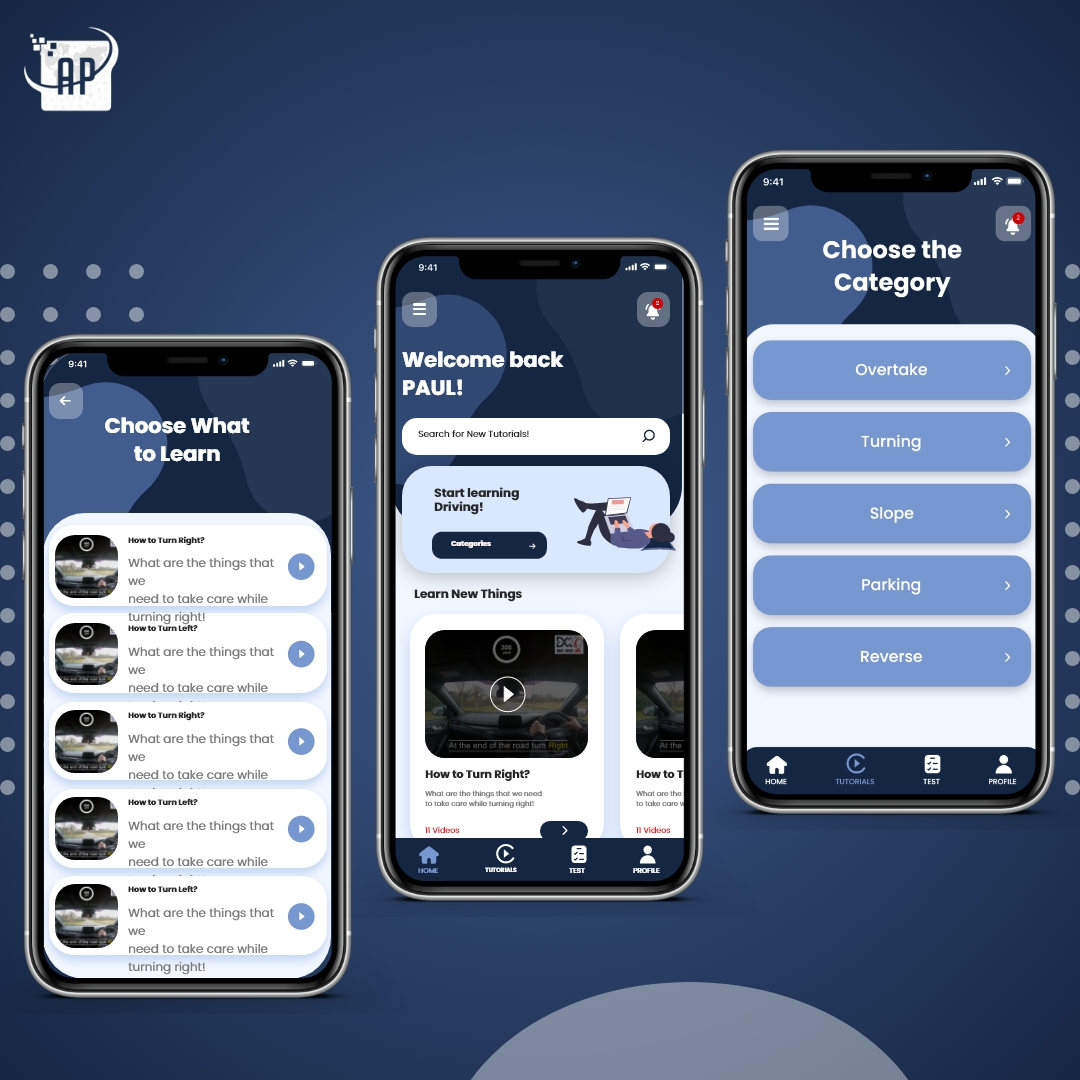 AP
9:41
Choose What
to Learn
How to Turn Right?
What are the things that
we
need to take care while
turning right!
How to Turn Left?
What are the things that
we
need to take care while
How to Turn Right?
What are the things that
we
need to take care while
How to Turn Left?
What are the things that
we
need to take care while
How to Turn Left?
What are the things that
we
need to take care while
turning right!
9:41
2
Welcome back
PAUL!
Search for New Tutorials!
Start learning
Driving!
Categories
Learn New Things
300
At the end of the road turn Right
How to Turn Right?
What are the things that we need
to take care while turning right!
11 Videos
At the
How to T
What are the
to take care w
11 Videos
HOME
TUTORIALS
TEST
PROFILE
9:41
2
Choose the
Category
Overtake
Turning
Slope
Parking
Reverse
HOME
TUTORIALS
TEST
PROFILE